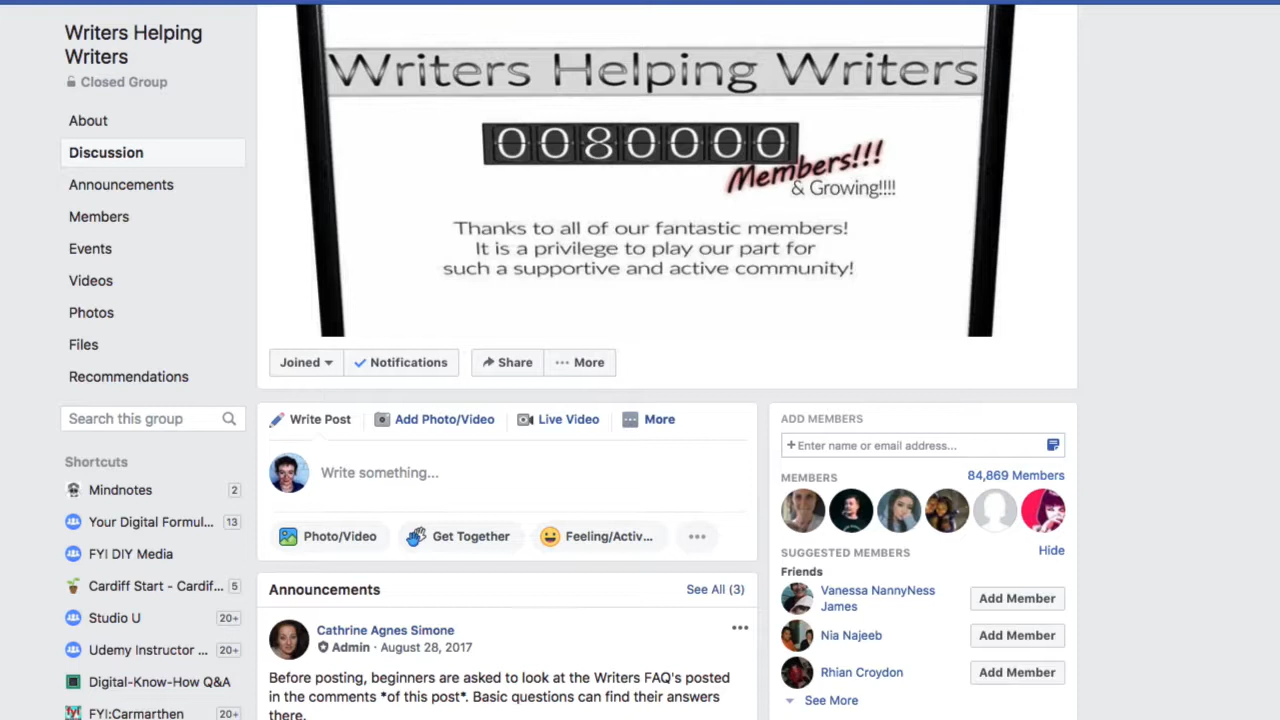 Writers Helping
Writers
Closed Group
About
Discussion
Announcements
Members
Events
Videos
Photos
Files
Recommendations
Search this group
Shortcuts
Mindnotes 2
Your Digital Formul... 13
FYI DIY Media
Cardiff Start - Cardif... 5
Studio U 20+
Udemy Instructor ... 20+
Digital-Know-How Q&A
FYI:Carmarthen 20+
Writers Helping Writers
0080000
Members!!!
& Growing!!!!
Thanks to all of our fantastic members!
It is a privilege to play our part for
such a supportive and active community!
Joined Notifications Share More
Write Post Add Photo/Video Live Video More
Write something...
Photo/Video Get Together Feeling/Activ...
Announcements See All (3)
Cathrine Agnes Simone
Admin · August 28, 2017
Before posting, beginners are asked to look at the Writers FAQ's posted
in the comments *of this post*. Basic questions can find their answers
there.
ADD MEMBERS
+Enter name or email address...
MEMBERS 84,869 Members
SUGGESTED MEMBERS Hide
Friends
Vanessa NannyNess
James
Add Member
Nia Najeeb Add Member
Rhian Croydon Add Member
See More